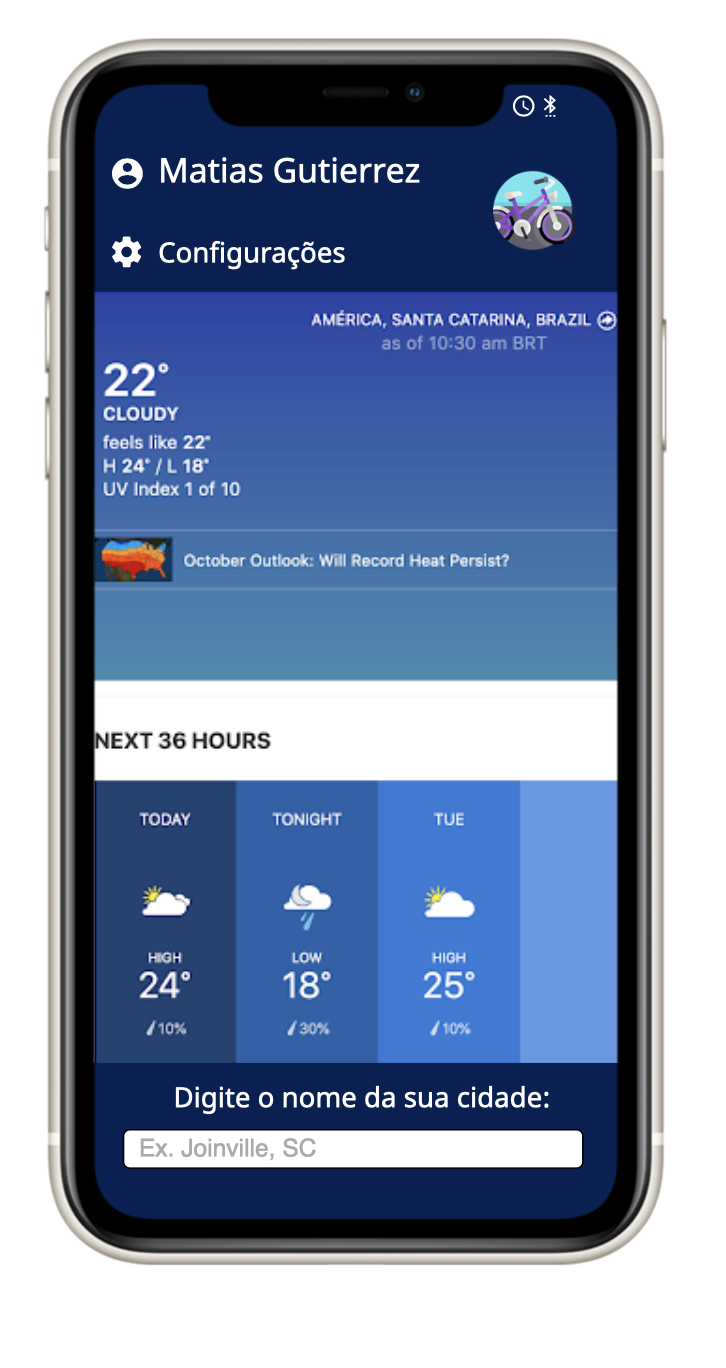 Matias Gutierrez
Configurações
AMÉRICA, SANTA CATARINA, BRAZIL
as of 10:30 am BRT
22°
CLOUDY
feels like 22°
H 24° / L 18°
UV Index 1 of 10
October Outlook: Will Record Heat Persist?
NEXT 36 HOURS
TODAY TONIGHT TUE
HIGH LOW HIGH
24° 18° 25°
10% 30% 10%
Digite o nome da sua cidade:
Ex. Joinville, SC